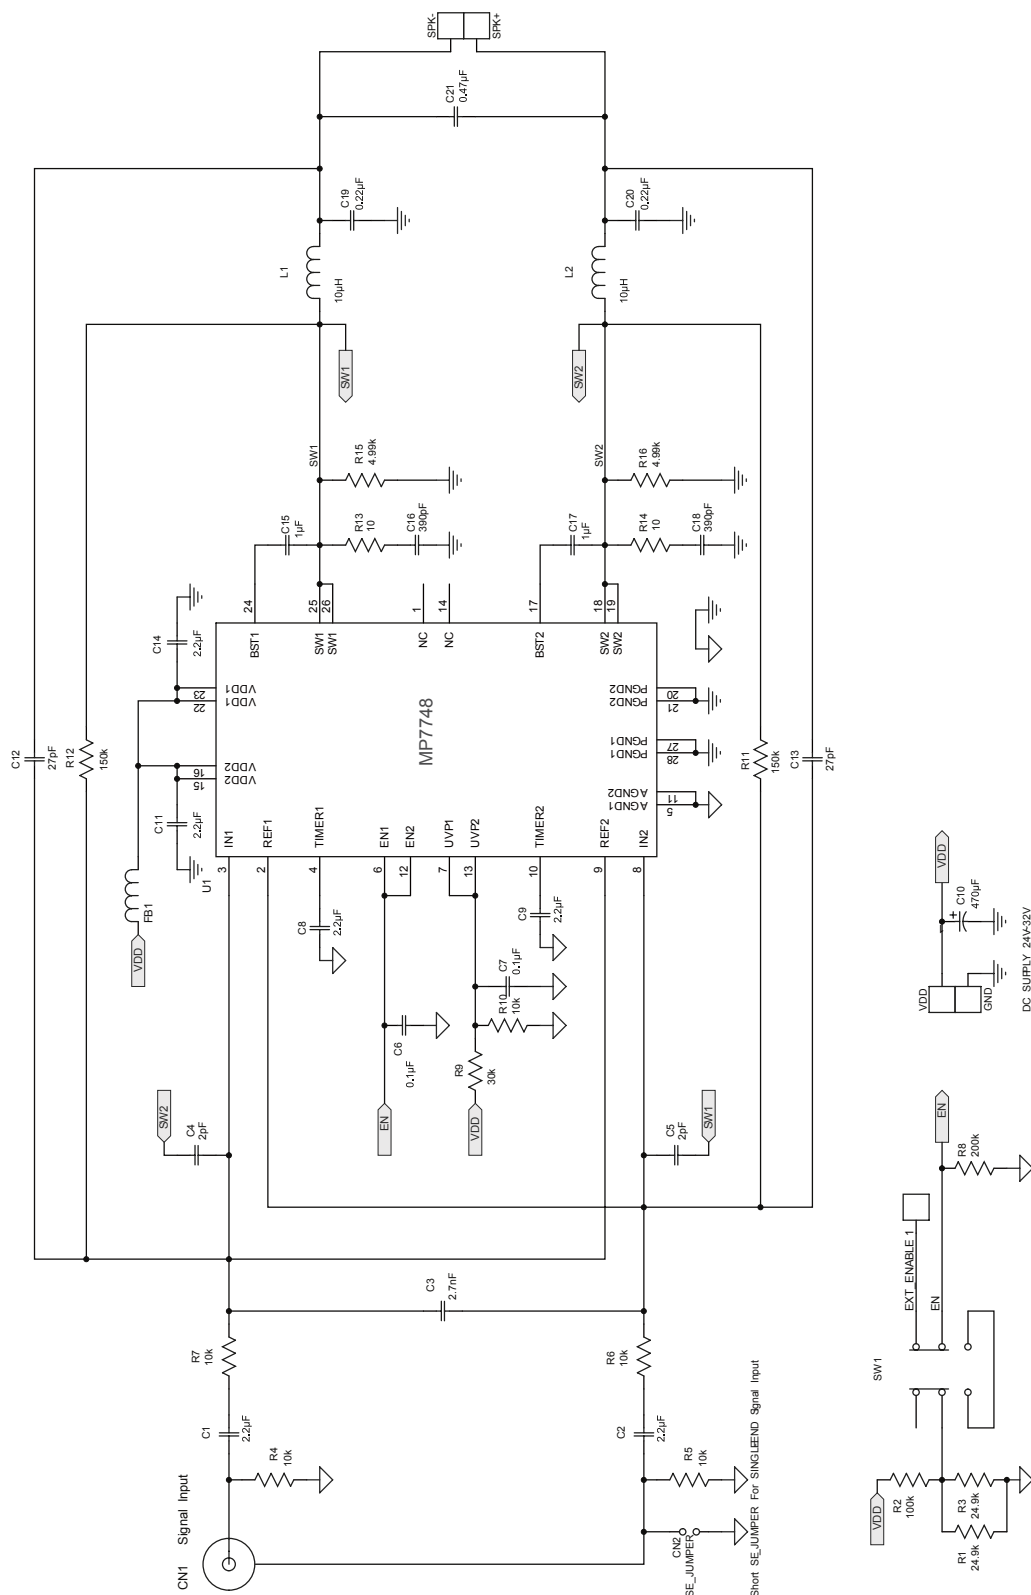 SPK-
SPK+
C21
0.47µF
C19
0.22µF
C20
0.22µF
L1
10µH
L2
10µH
SW1
SW2
SW1
R15
4.99k
SW2
R16
4.99k
C15
1µF
R13
10
C16
390pF
C17
1µF
R14
10
C18
390pF
24
25
26
1
14
17
18
19
BST1
SW1
SW1
NC
NC
BST2
SW2
SW2
C14
2.2µF
C12
27pF
R12
150k
C11
2.2µF
FB1
VDD
23
22
16
15
VDD1
VDD1
VDD2
VDD2
MP7748
PGND2
PGND2
PGND1
PGND1
AGND2
AGND1
20
21
27
28
11
5
R11
150k
C13
27pF
U1
IN1
REF1
TIMER1
EN1
EN2
UVP1
UVP2
TIMER2
REF2
IN2
3
2
4
6
12
7
13
10
9
8
C8
2.2µF
C9
2.2µF
C7
0.1µF
R10
10k
C6
0.1µF
R9
30k
SW2
C4
2pF
EN
VDD
C5
2pF
SW1
C3
2.7nF
R7
10k
R6
10k
C1
2.2µF
C2
2.2µF
R4
10k
R5
10k
Signal Input
CN1
CN2
SE_JUMPER
Short SE_JUMPER For SINGLEEND Signal Input
VDD
C10
+
470µF
VDD
GND
DC SUPPLY 24V-32V
EN
R8
200k
EXT_ENABLE 1
EN
SW1
VDD
R2
100k
R3
24.9k
R1
24.9k